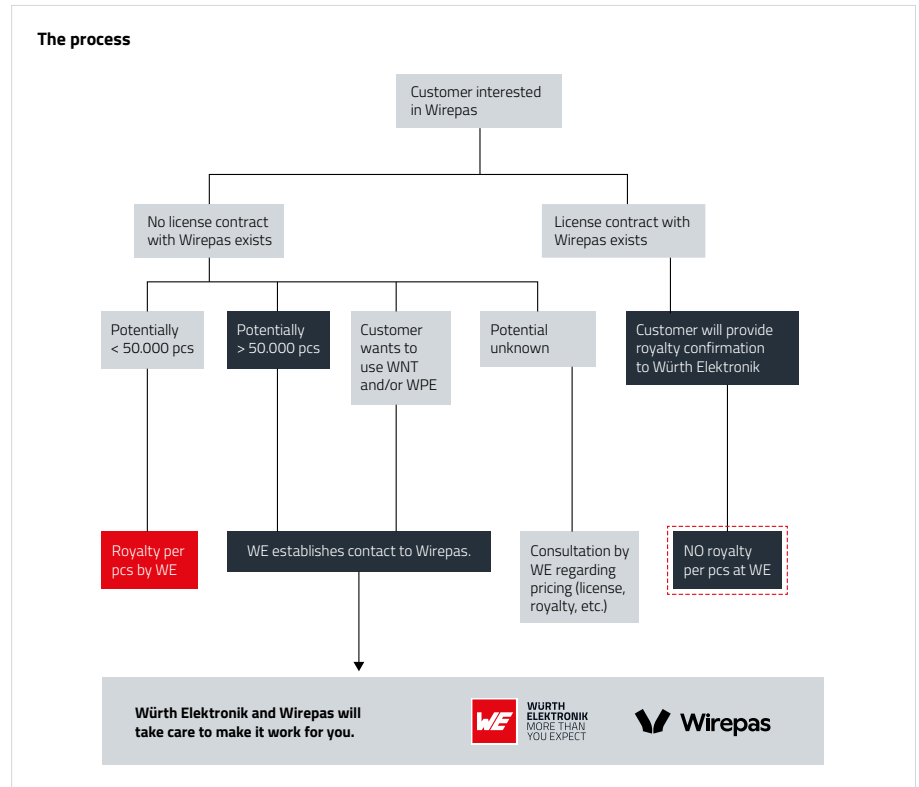 The process
Customer interested
in Wirepas
No license contract
with Wirepas exists
License contract with
Wirepas exists
Potentially
< 50.000 pcs
Potentially
> 50.000 pcs
Customer
wants to
use WNT
and/or WPE
Potential
unknown
Customer will provide
royalty confirmation
to Würth Elektronik
Royalty per
pcs by WE
WE establishes contact to Wirepas.
Consultation by
WE regarding
pricing (license,
royalty, etc.)
NO royalty
per pcs at WE
Würth Elektronik and Wirepas will
take care to make it work for you.
WE
WÜRTH
ELEKTRONIK
MORE THAN
YOU EXPECT
Wirepas